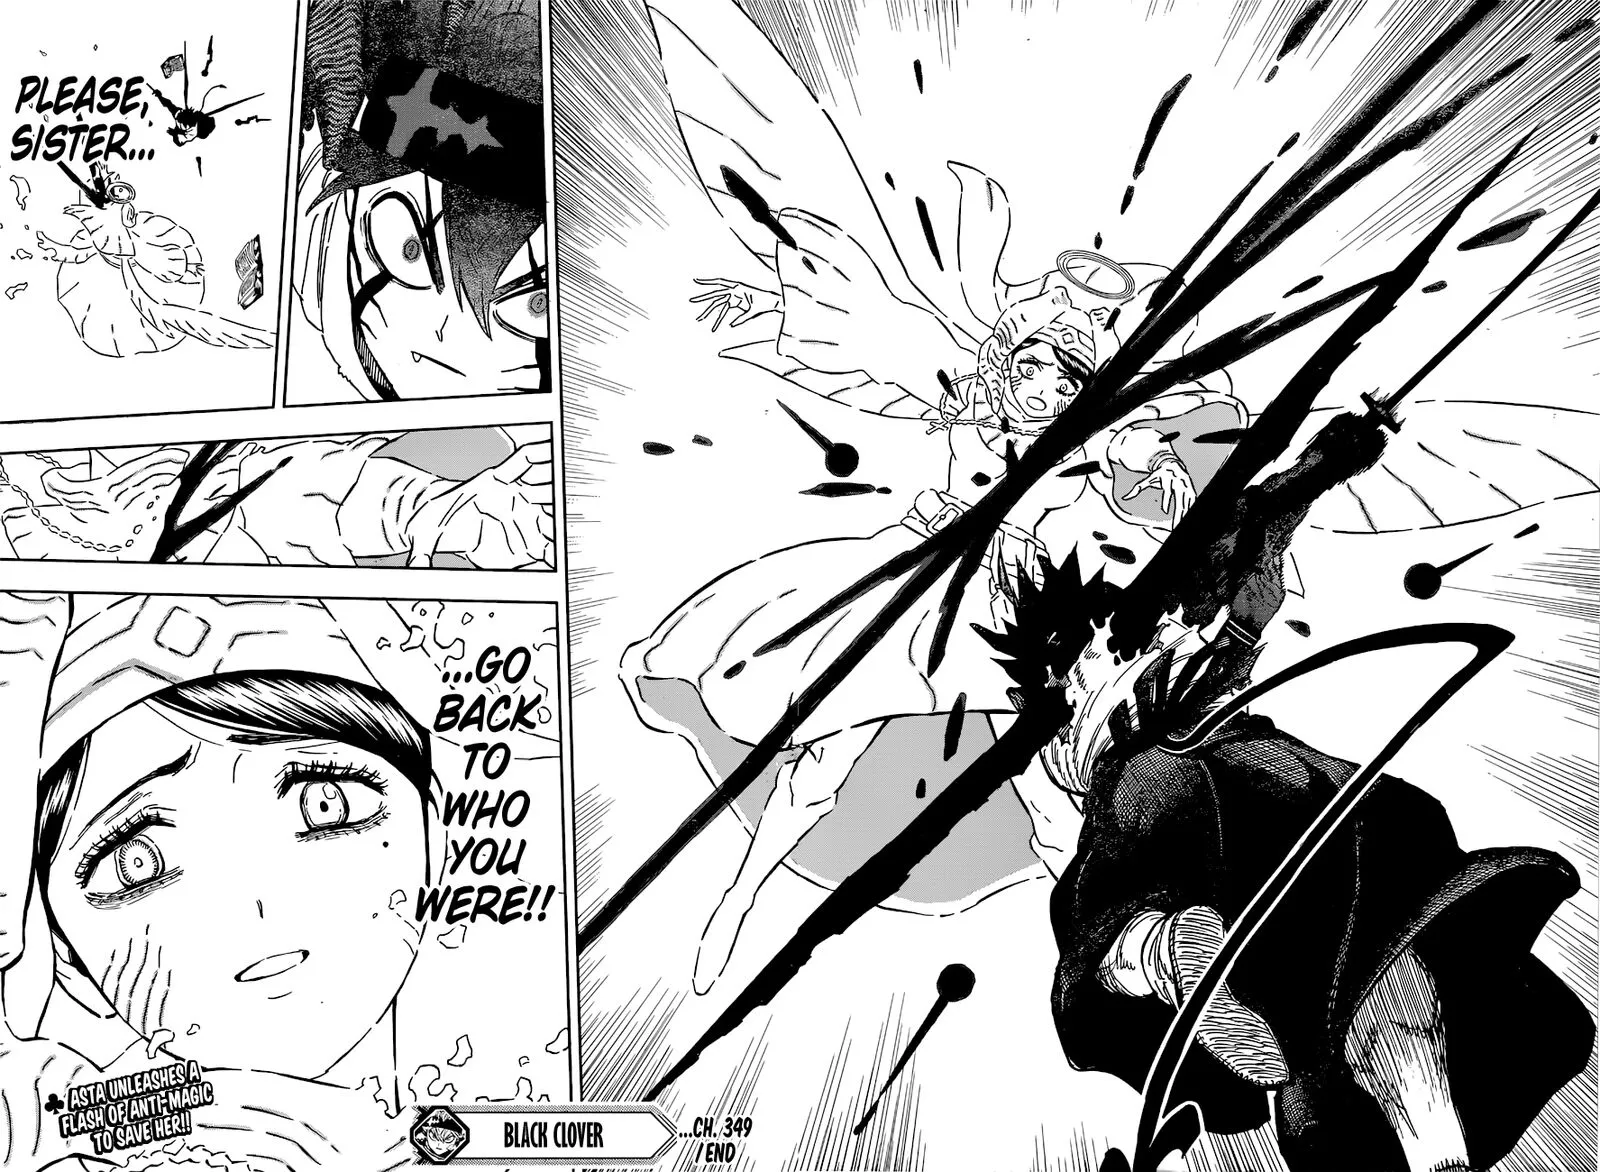 PLEASE,
SISTER...
...GO
BACK
TO
WHO
YOU
WERE!!
ASTA UNLEASHES A
FLASH OF ANTI-MAGIC
TO SAVE HER!!
BLACK CLOVER
...CH. 349
/END